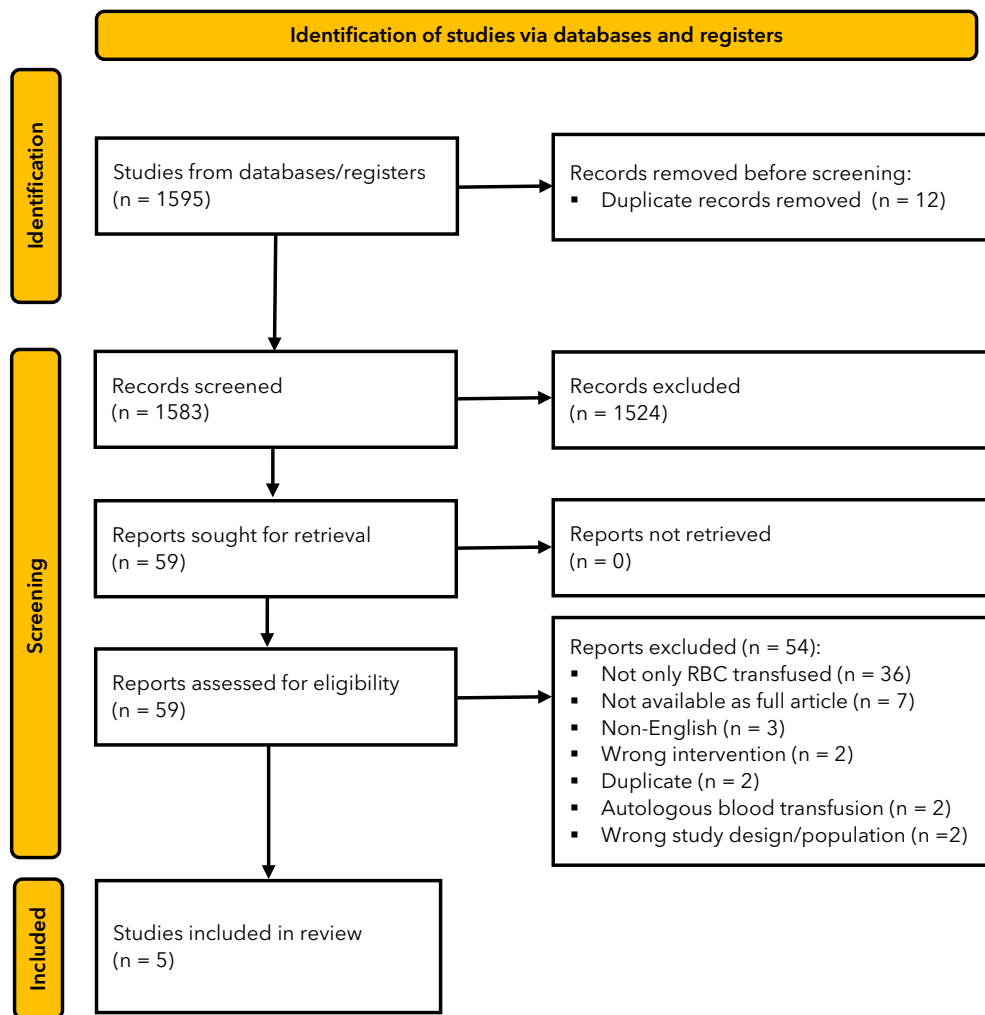 Identification of studies via databases and registers
Identification
Studies from databases/registers
(n = 1595)
Records removed before screening:
▪ Duplicate records removed (n = 12)
Screening
Records screened
(n = 1583)
Records excluded
(n = 1524)
Reports sought for retrieval
(n = 59)
Reports not retrieved
(n = 0)
Reports assessed for eligibility
(n = 59)
Reports excluded (n = 54):
▪ Not only RBC transfused (n = 36)
▪ Not available as full article (n = 7)
▪ Non-English (n = 3)
▪ Wrong intervention (n = 2)
▪ Duplicate (n = 2)
▪ Autologous blood transfusion (n = 2)
▪ Wrong study design/population (n =2)
Included
Studies included in review
(n = 5)